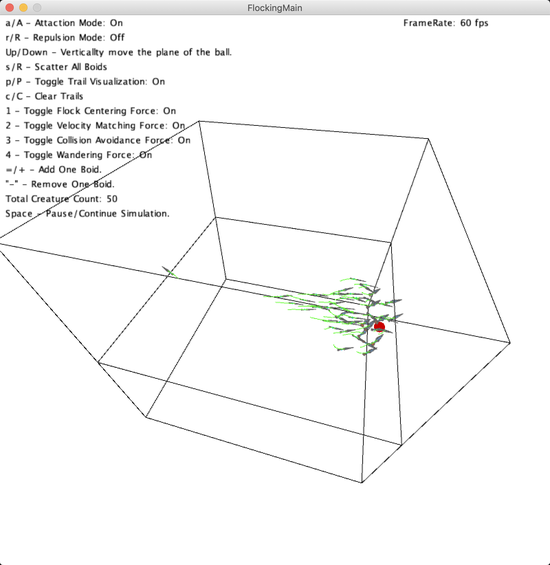 FlockingMain
a/A - Attaction Mode: On
FrameRate: 60 fps
r/R - Repulsion Mode: Off
Up/Down - Verticallty move the plane of the ball.
s/R - Scatter All Boids
p/P - Toggle Trail Visualization: On
c/C - Clear Trails
1 - Toggle Flock Centering Force: On
2 - Toggle Velocity Matching Force: On
3 - Toggle Collision Avoidance Force: On
4 - Toggle Wandering Force: On
=/+ - Add One Boid.
"-" - Remove One Boid.
Total Creature Count: 50
Space - Pause/Continue Simulation.